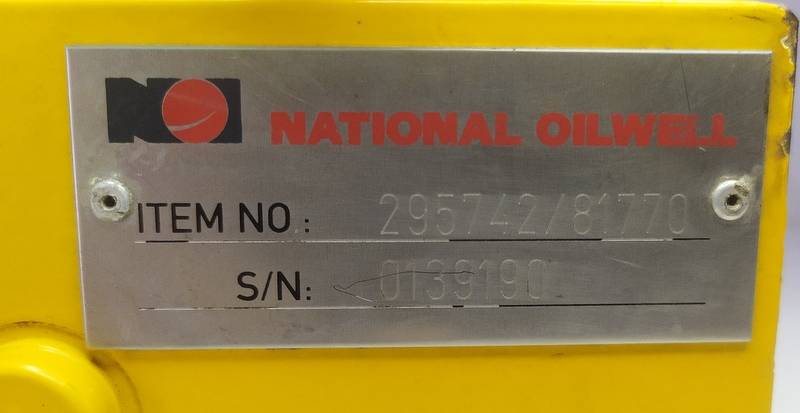 NOI
NATIONAL OILWELL
ITEM NO.: 295742/81770
S/N: 0139190